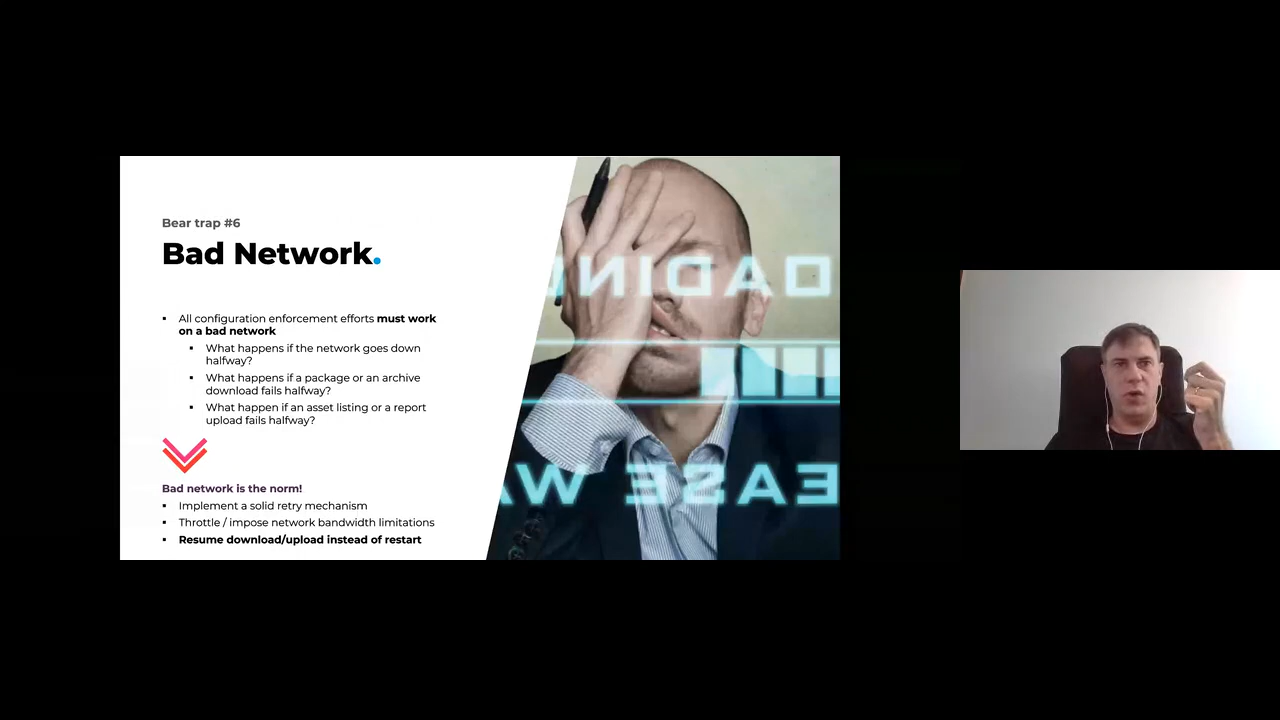 Bear trap #6
Bad Network.
▪ All configuration enforcement efforts must work
on a bad network
▪ What happens if the network goes down
halfway?
▪ What happens if a package or an archive
download fails halfway?
▪ What happen if an asset listing or a report
upload fails halfway?
Bad network is the norm!
▪ Implement a solid retry mechanism
▪ Throttle / impose network bandwidth limitations
▪ Resume download/upload instead of restart